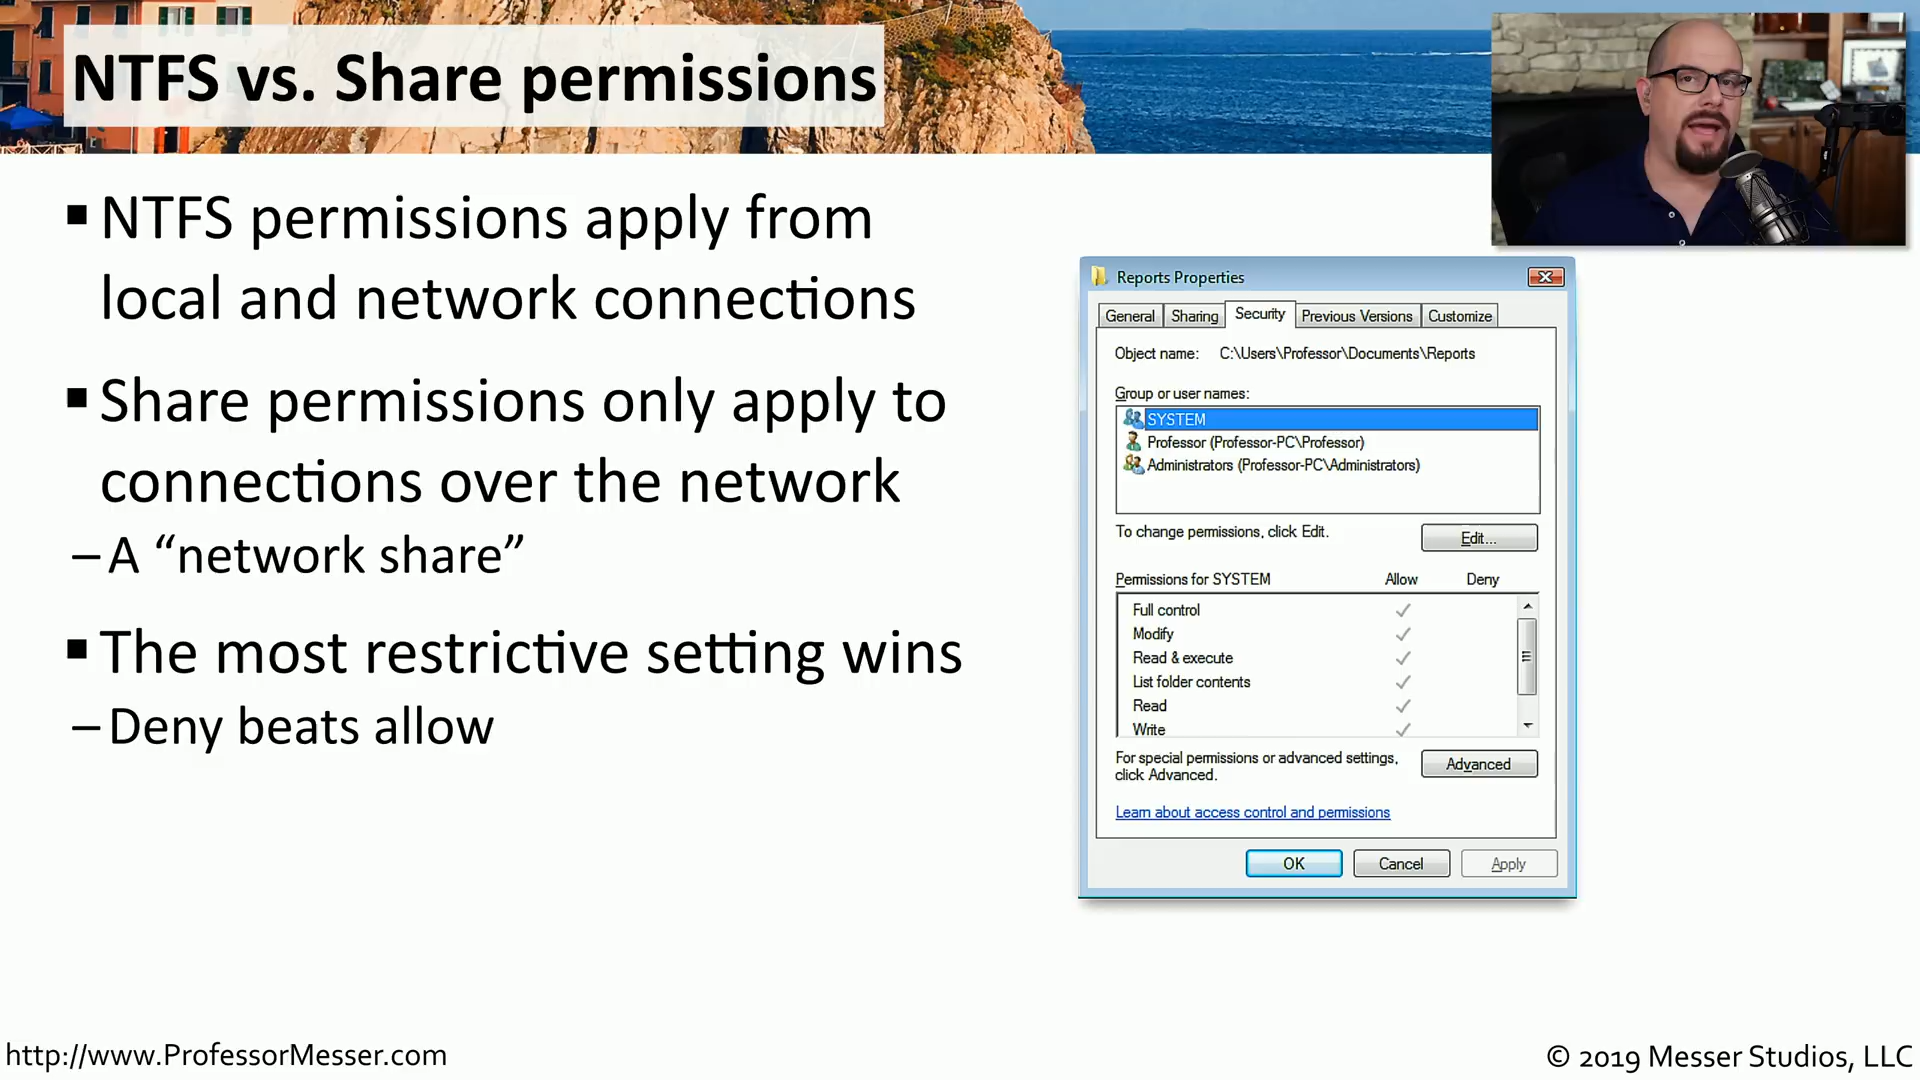 NTFS vs. Share permissions
▪ NTFS permissions apply from
local and network connections
▪ Share permissions only apply to
connections over the network
– A “network share”
▪ The most restrictive setting wins
– Deny beats allow
Reports Properties
General Sharing Security Previous Versions Customize
Object name: C:\Users\Professor\Documents\Reports
Group or user names:
SYSTEM
Professor (Professor-PC\Professor)
Administrators (Professor-PC\Administrators)
To change permissions, click Edit. Edit...
Permissions for SYSTEM Allow Deny
Full control
Modify
Read & execute
List folder contents
Read
Write
For special permissions or advanced settings,
click Advanced. Advanced
Learn about access control and permissions
OK Cancel Apply
http://www.ProfessorMesser.com
© 2019 Messer Studios, LLC